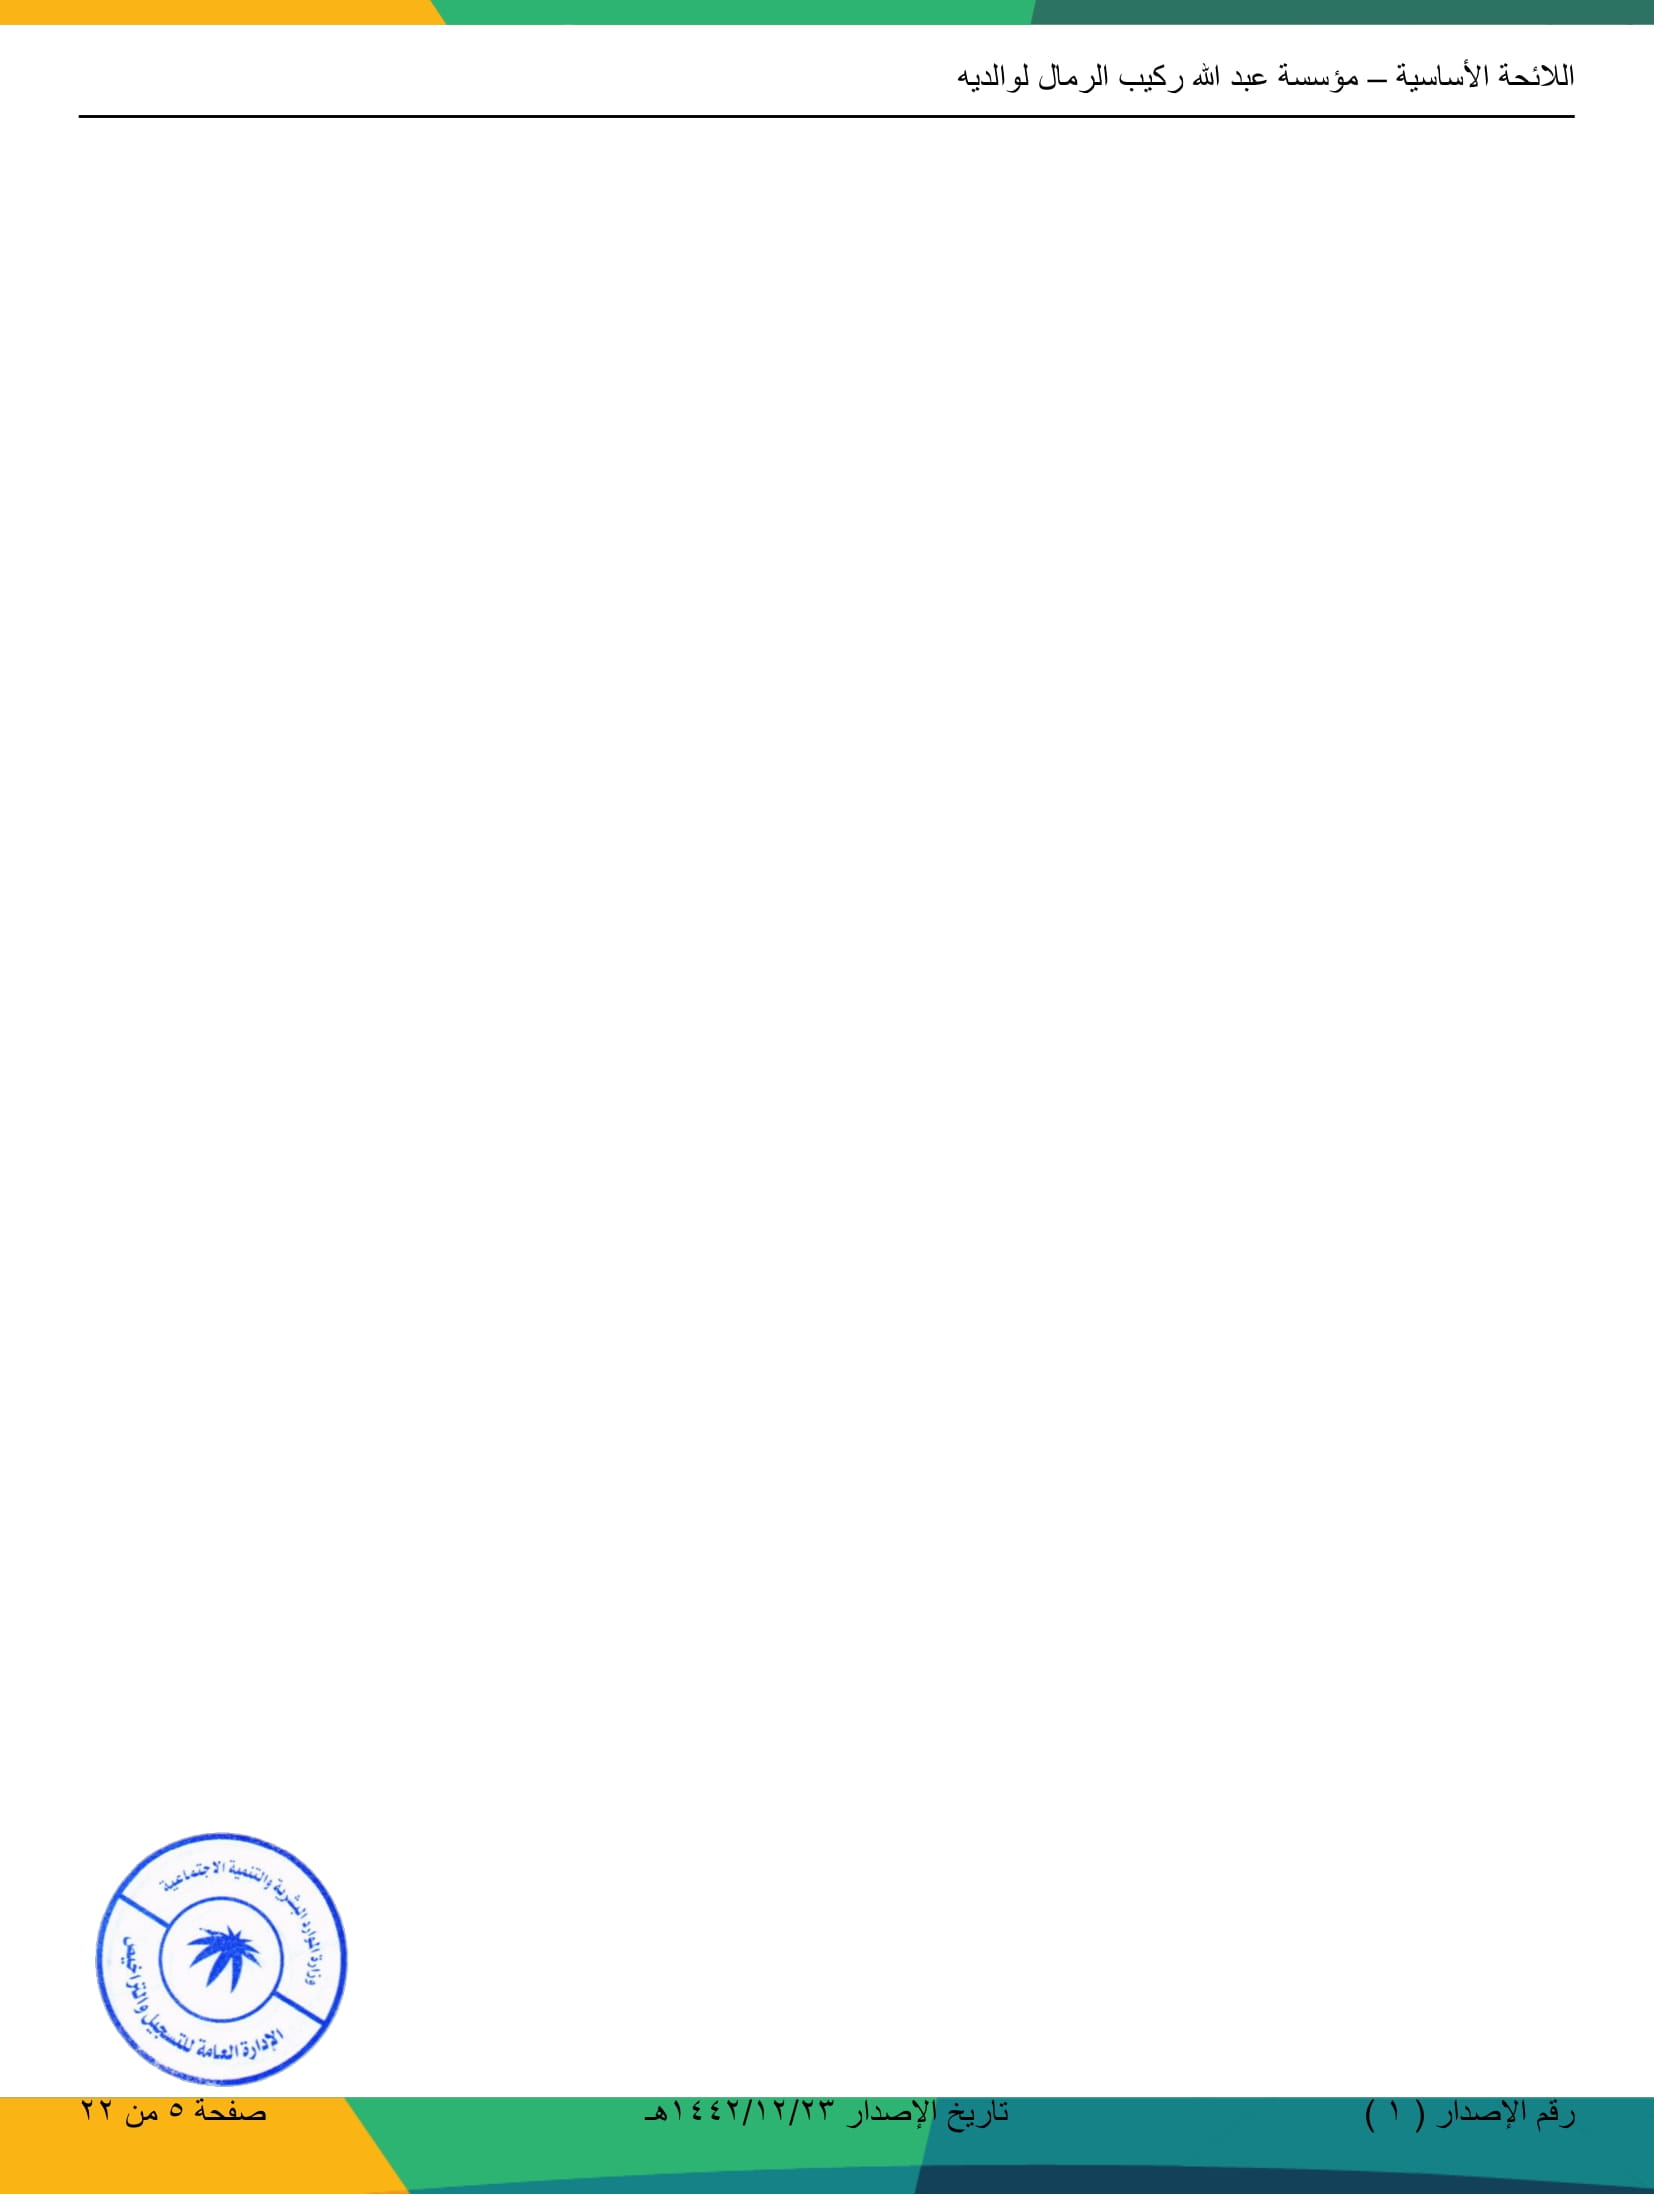 اللائحة الأساسية – مؤسسة عبد الله ركيب الرمال لوالديه
وزارة الموارد البشرية والتنمية الاجتماعية
الإدارة العامة للتسجيل والتراخيص
رقم الإصدار ( ١ )
تاريخ الإصدار ١٤٤٢/١٢/٢٣هـ
صفحة ٥ من ٢٢